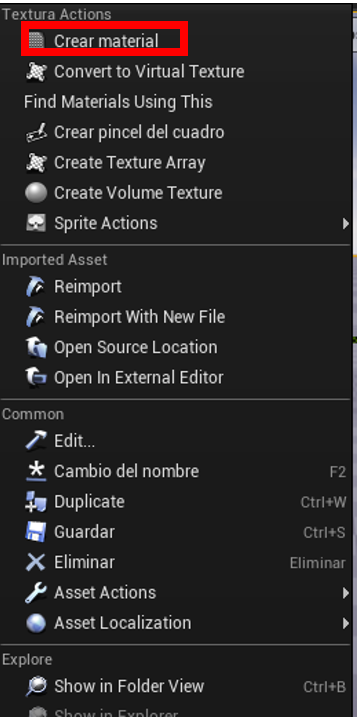 Textura Actions
Crear material
Convert to Virtual Texture
Find Materials Using This
Crear pincel del cuadro
Create Texture Array
Create Volume Texture
Sprite Actions
Imported Asset
Reimport
Reimport With New File
Open Source Location
Open In External Editor
Common
Edit...
Cambio del nombre F2
Duplicate Ctrl+W
Guardar Ctrl+S
Eliminar Eliminar
Asset Actions
Asset Localization
Explore
Show in Folder View Ctrl+B
Show in Explorer